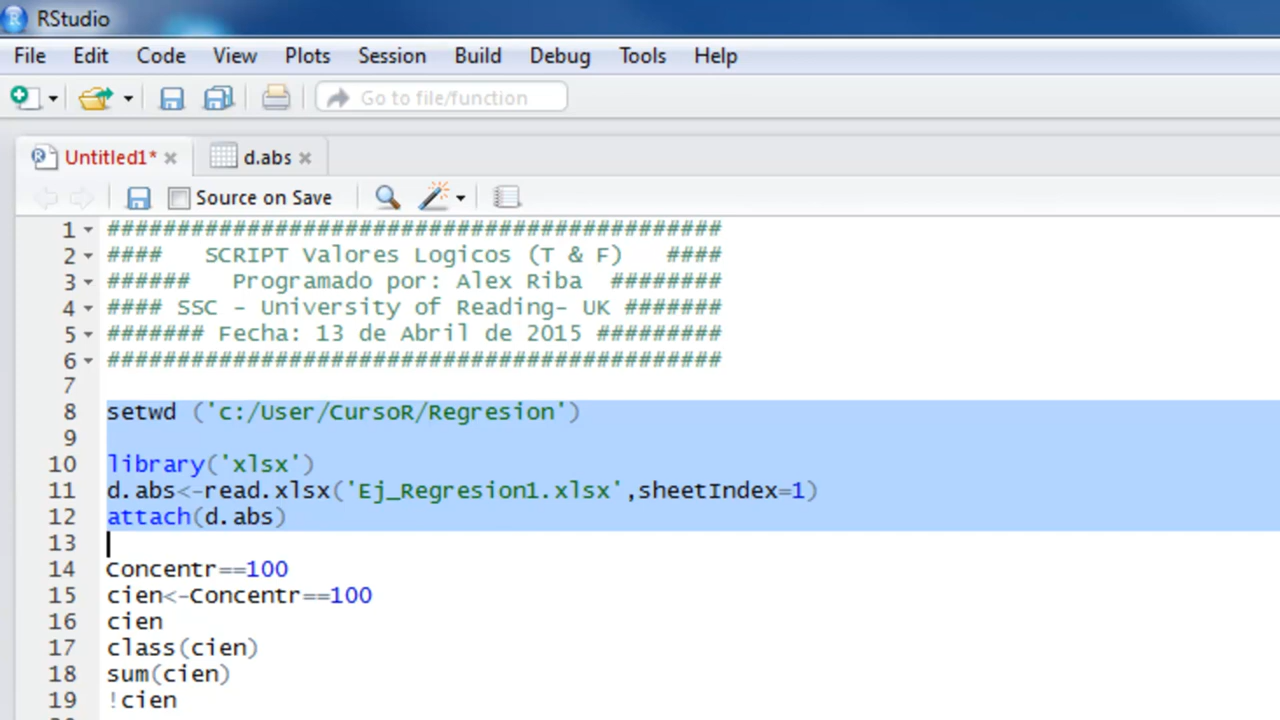 RStudio
File Edit Code View Plots Session Build Debug Tools Help
Go to file/function
Untitled1* d.abs
Source on Save
1 ############################################
2 ####   SCRIPT Valores Logicos (T & F)   ####
3 ######   Programado por: Alex Riba  ########
4 #### SSC - University of Reading- UK #######
5 ####### Fecha: 13 de Abril de 2015 #########
6 ############################################
7
8 setwd ('c:/User/CursoR/Regresion')
9
10 library('xlsx')
11 d.abs<-read.xlsx('Ej_Regresion1.xlsx',sheetIndex=1)
12 attach(d.abs)
13
14 Concentr==100
15 cien<-Concentr==100
16 cien
17 class(cien)
18 sum(cien)
19 !cien